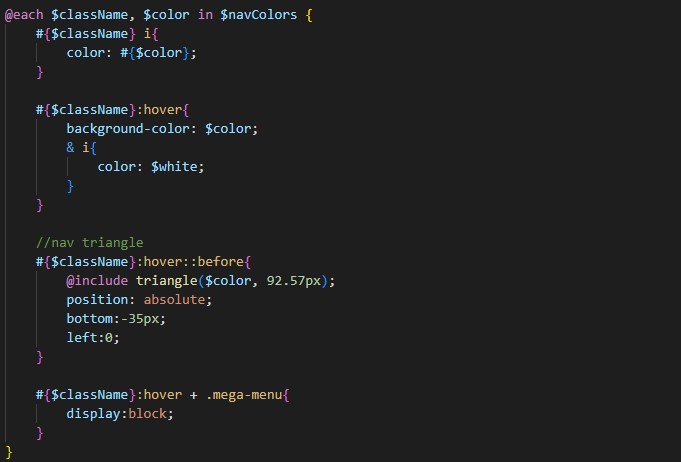 @each $className, $color in $navColors {
    #{$className} i{
        color: #{$color};
    }

    #{$className}:hover{
        background-color: $color;
        & i{
            color: $white;
        }
    }

    //nav triangle
    #{$className}:hover::before{
        @include triangle($color, 92.57px);
        position: absolute;
        bottom:-35px;
        left:0;
    }

    #{$className}:hover + .mega-menu{
        display:block;
    }
}